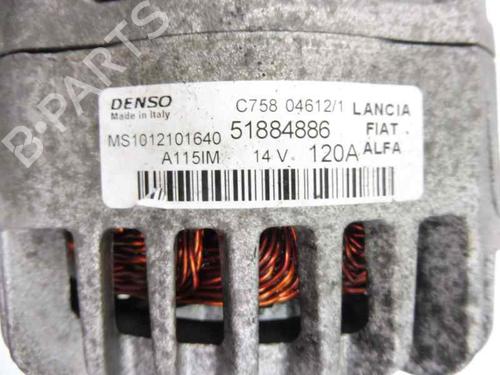 DENSO
Made in Italy
C758 04612/1
MS1012101640 51884886
A115IM 14 V 120A
LANCIA
FIAT
ALFA
B-PARTS